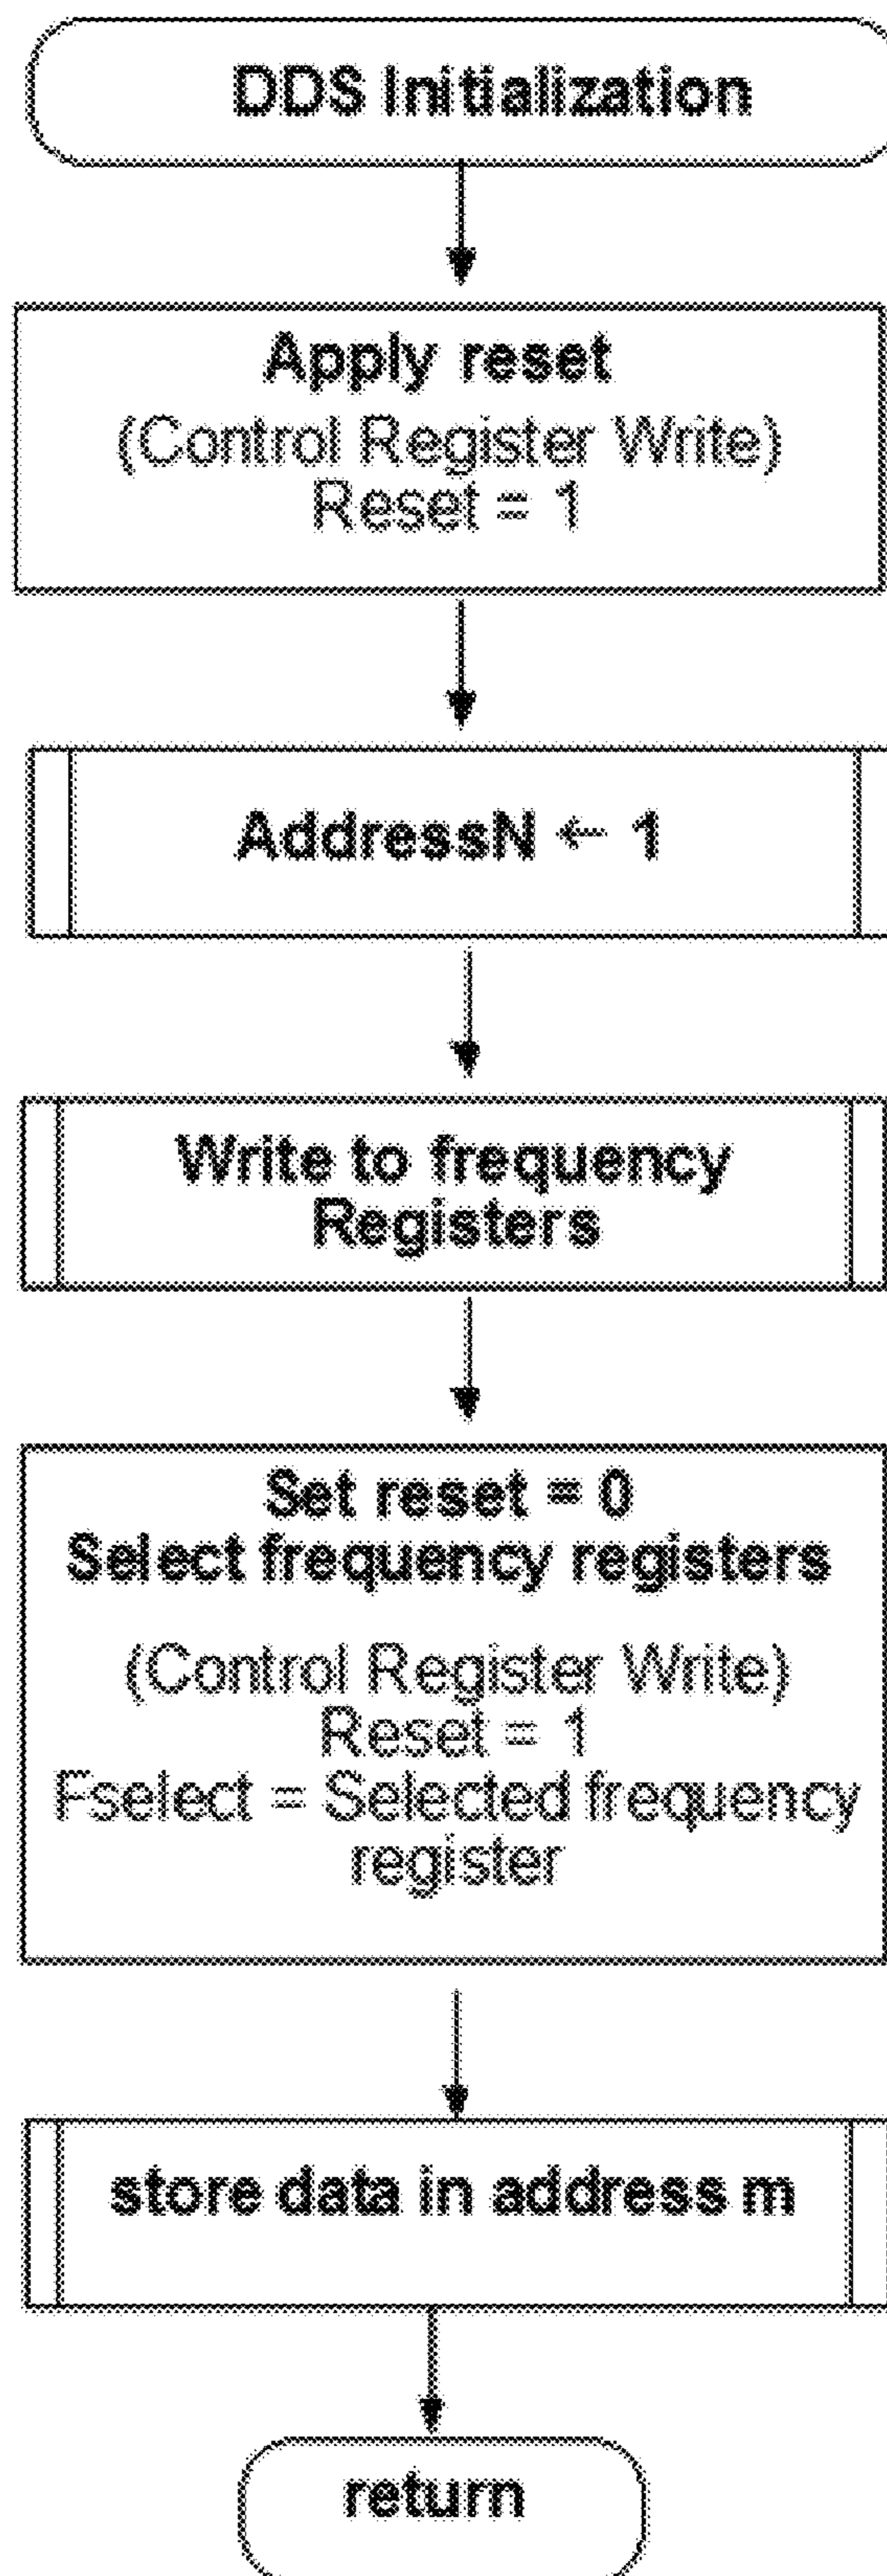 DDS Initialization
Apply reset
(Control Register Write)
Reset = 1
AddressN ← 1
Write to frequency
Registers
Set reset = 0
Select frequency registers
(Control Register Write)
Reset = 1
Fselect = Selected frequency
register
store data in address m
return